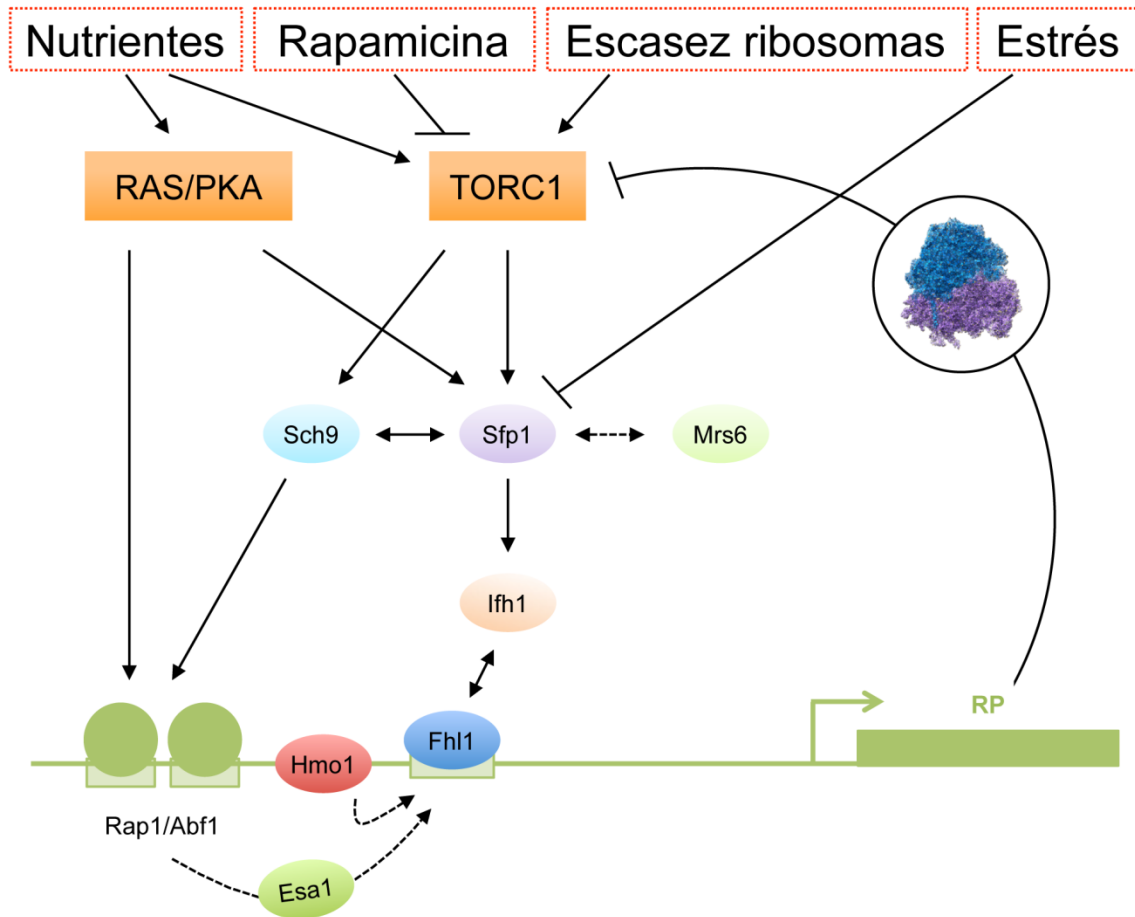 Nutrientes
Rapamicina
Escasez ribosomas
Estrés
RAS/PKA
TORC1
Sch9
Sfp1
Mrs6
Ifh1
RP
Fhl1
Hmo1
Rap1/Abf1
Esa1